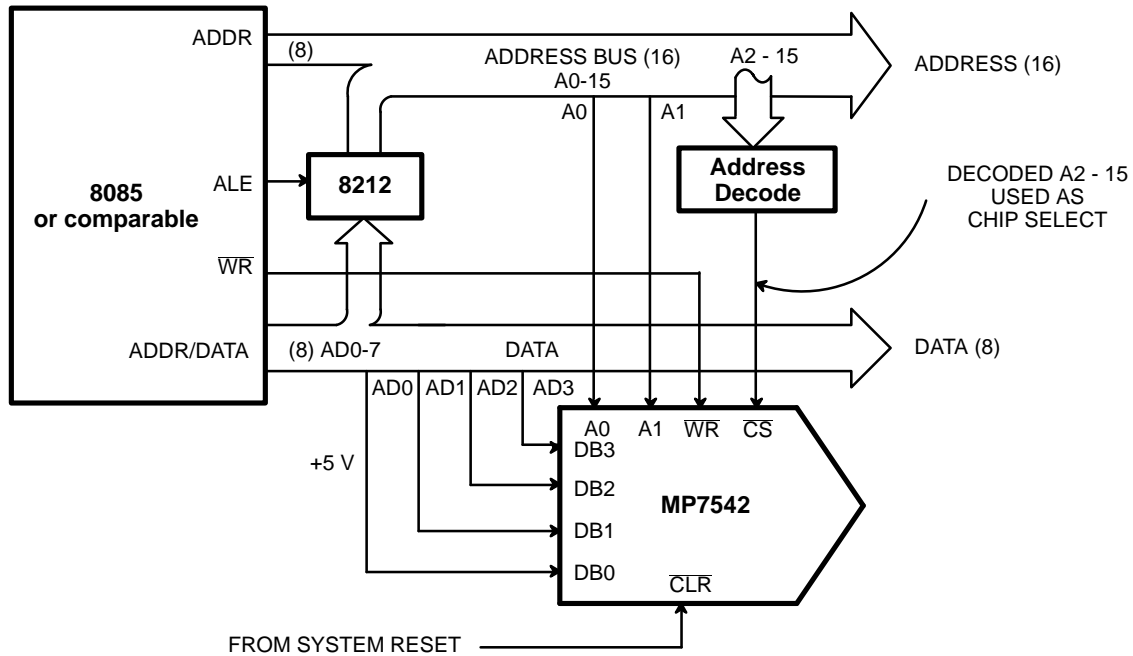 ADDR
(8)
ADDRESS BUS (16)
A0-15
A2 - 15
ADDRESS (16)
A0
A1
8085
or comparable
ALE
8212
Address
Decode
DECODED A2 - 15
USED AS
CHIP SELECT
WR
ADDR/DATA
(8) AD0-7
DATA
DATA (8)
AD0
AD1
AD2
AD3
A0
A1
WR
CS
+5 V
DB3
DB2
DB1
DB0
MP7542
CLR
FROM SYSTEM RESET